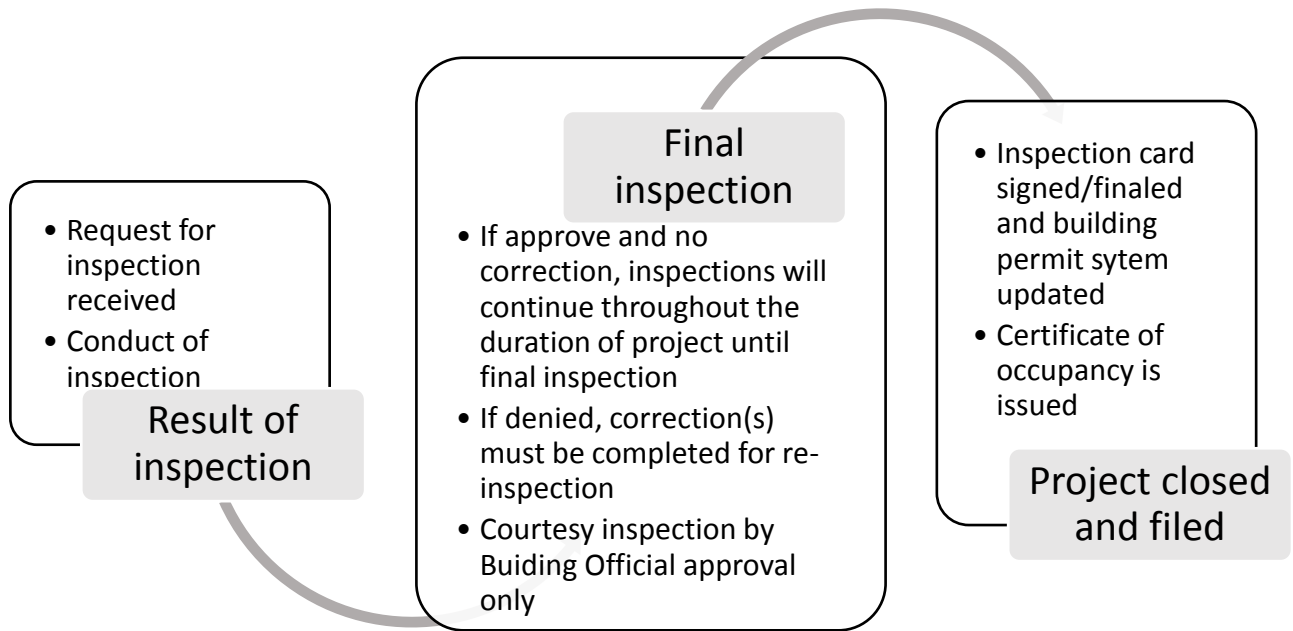 • Request for
inspection
received
• Conduct of
inspection
Result of
inspection
Final
inspection
• If approve and no
correction, inspections will
continue throughout the
duration of project until
final inspection
• If denied, correction(s)
must be completed for re-
inspection
• Courtesy inspection by
Buiding Official approval
only
• Inspection card
signed/finaled
and building
permit sytem
updated
• Certificate of
occupancy is
issued
Project closed
and filed